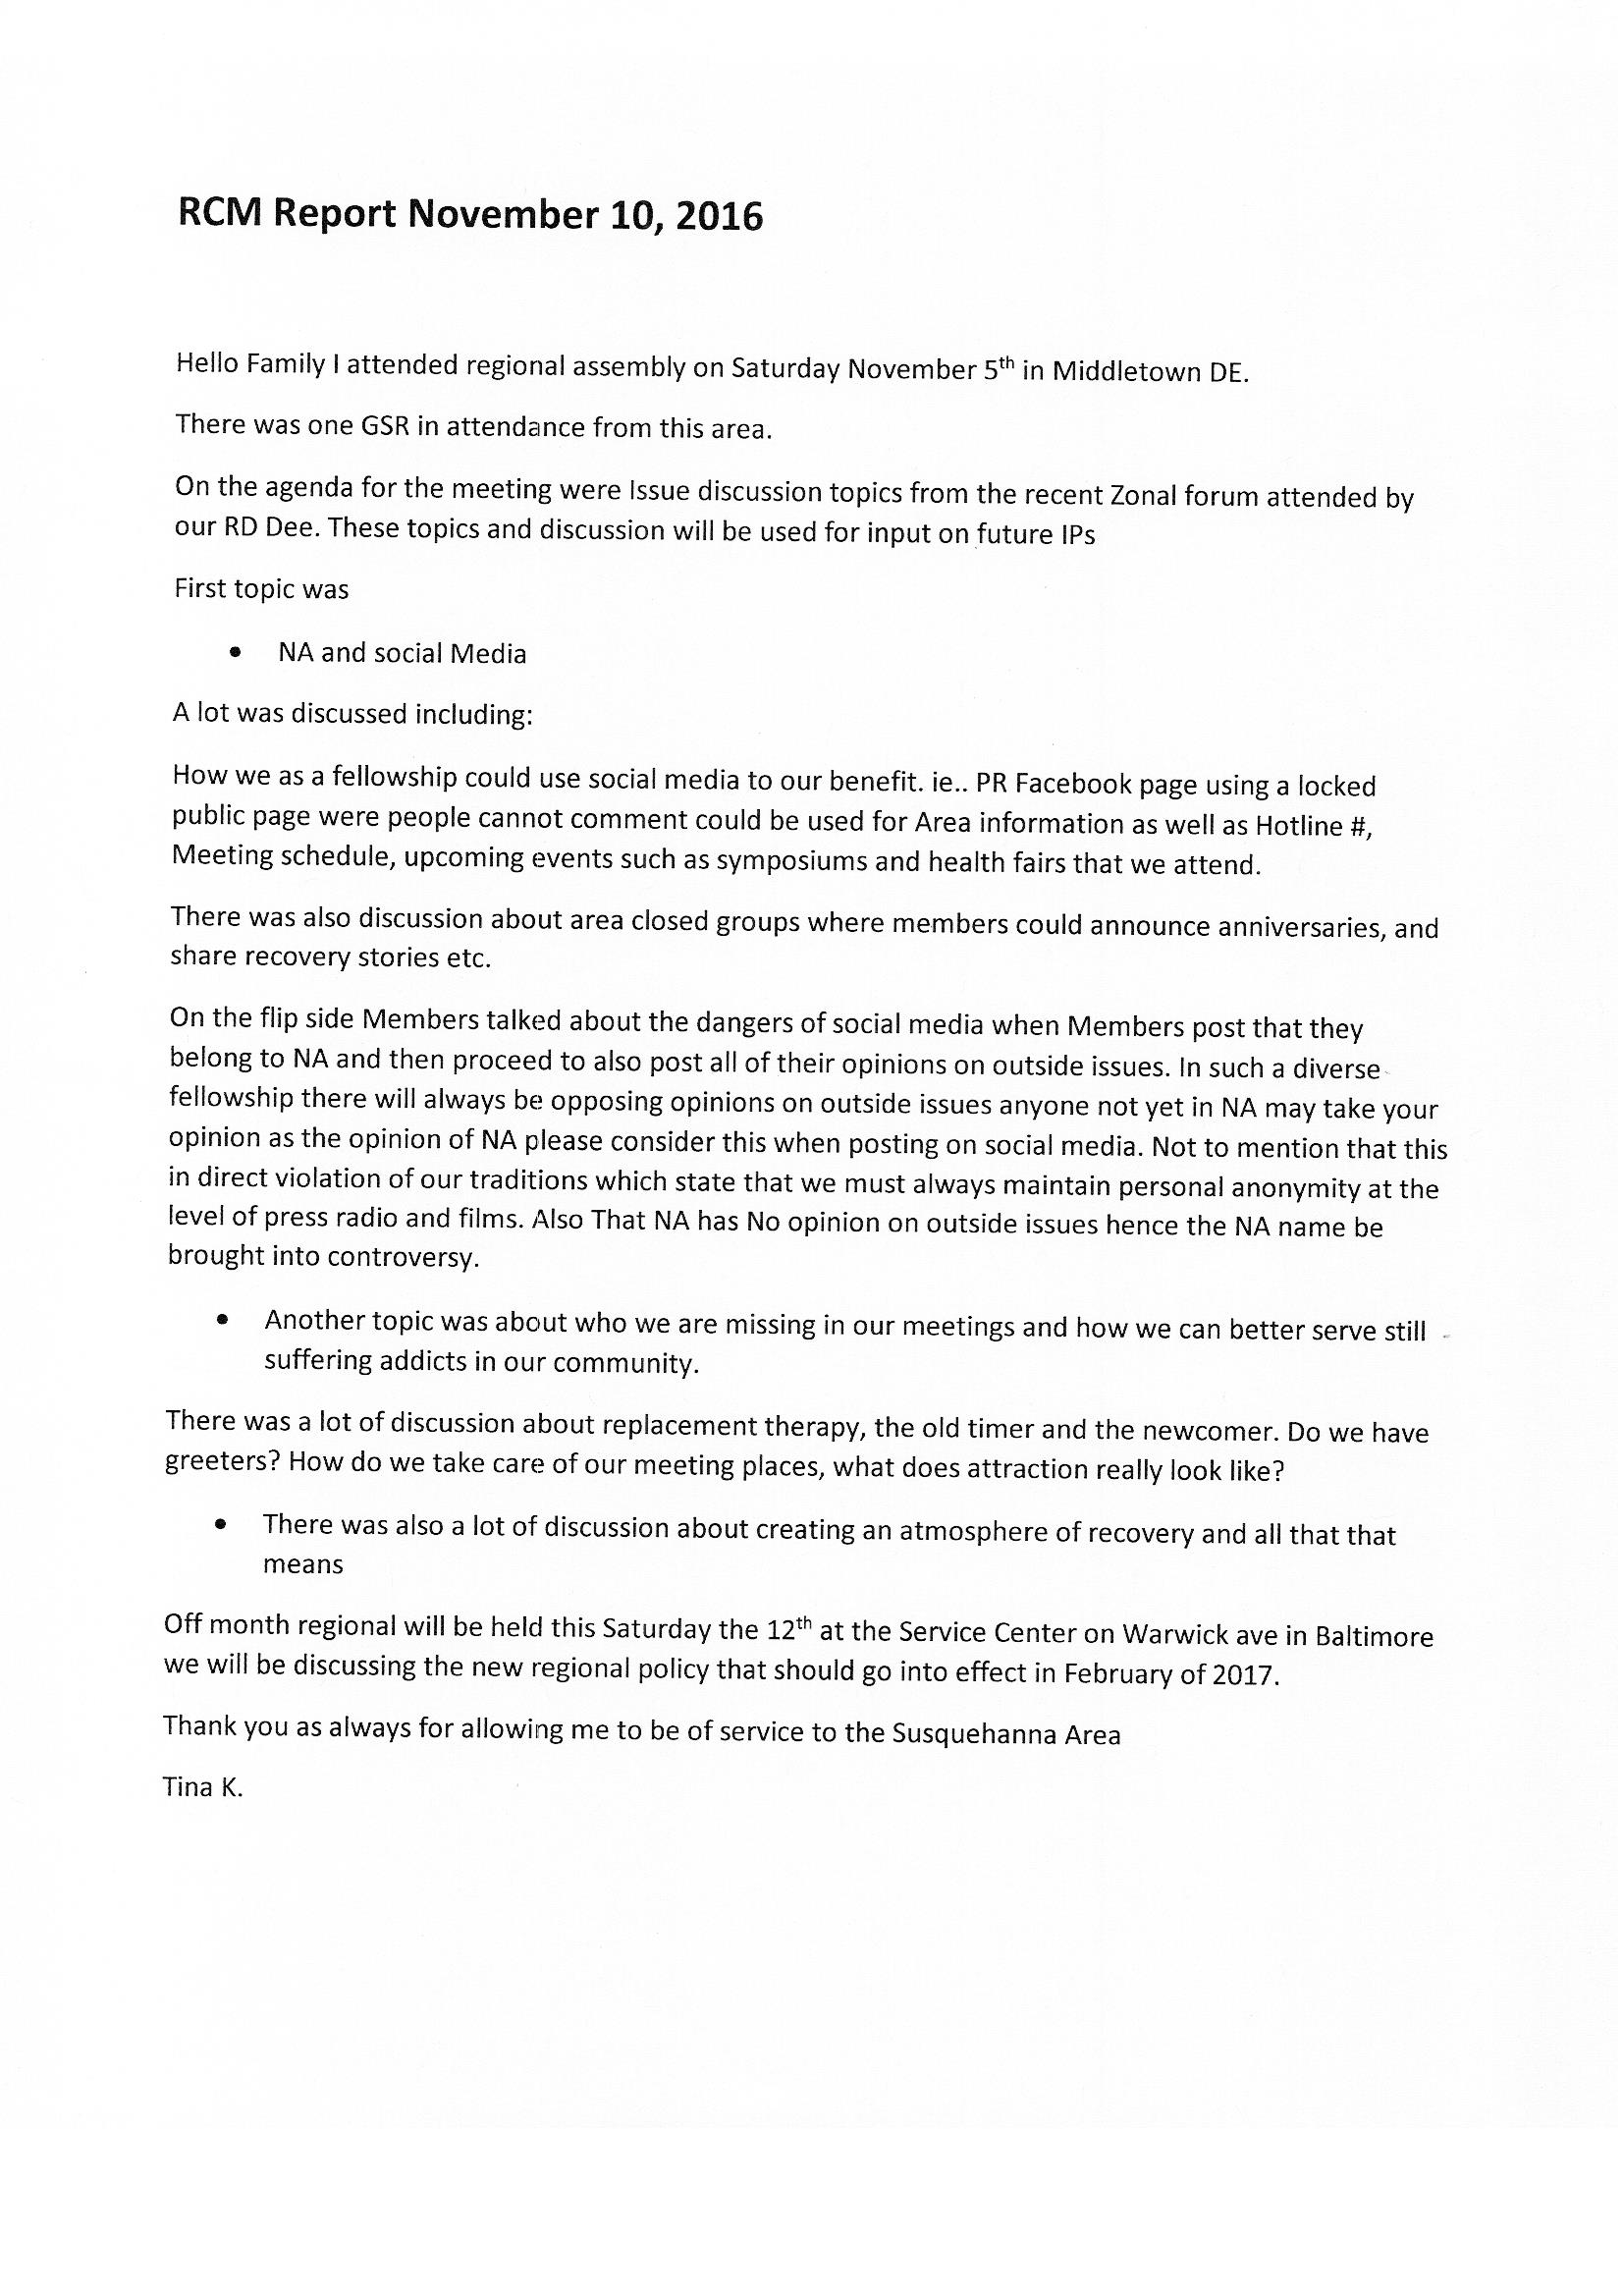 RCM Report November 10, 2016
Hello Family I attended regional assembly on Saturday November 5th in Middletown DE.
There was one GSR in attendance from this area.
On the agenda for the meeting were Issue discussion topics from the recent Zonal forum attended by
our RD Dee. These topics and discussion will be used for input on future IPs
First topic was
• NA and social Media
A lot was discussed including:
How we as a fellowship could use social media to our benefit. ie.. PR Facebook page using a locked
public page were people cannot comment could be used for Area information as well as Hotline #,
Meeting schedule, upcoming events such as symposiums and health fairs that we attend.
There was also discussion about area closed groups where members could announce anniversaries, and
share recovery stories etc.
On the flip side Members talked about the dangers of social media when Members post that they
belong to NA and then proceed to also post all of their opinions on outside issues. In such a diverse
fellowship there will always be opposing opinions on outside issues anyone not yet in NA may take your
opinion as the opinion of NA please consider this when posting on social media. Not to mention that this
in direct violation of our traditions which state that we must always maintain personal anonymity at the
level of press radio and films. Also That NA has No opinion on outside issues hence the NA name be
brought into controversy.
• Another topic was about who we are missing in our meetings and how we can better serve still
suffering addicts in our community.
There was a lot of discussion about replacement therapy, the old timer and the newcomer. Do we have
greeters? How do we take care of our meeting places, what does attraction really look like?
• There was also a lot of discussion about creating an atmosphere of recovery and all that that
means
Off month regional will be held this Saturday the 12th at the Service Center on Warwick ave in Baltimore
we will be discussing the new regional policy that should go into effect in February of 2017.
Thank you as always for allowing me to be of service to the Susquehanna Area
Tina K.